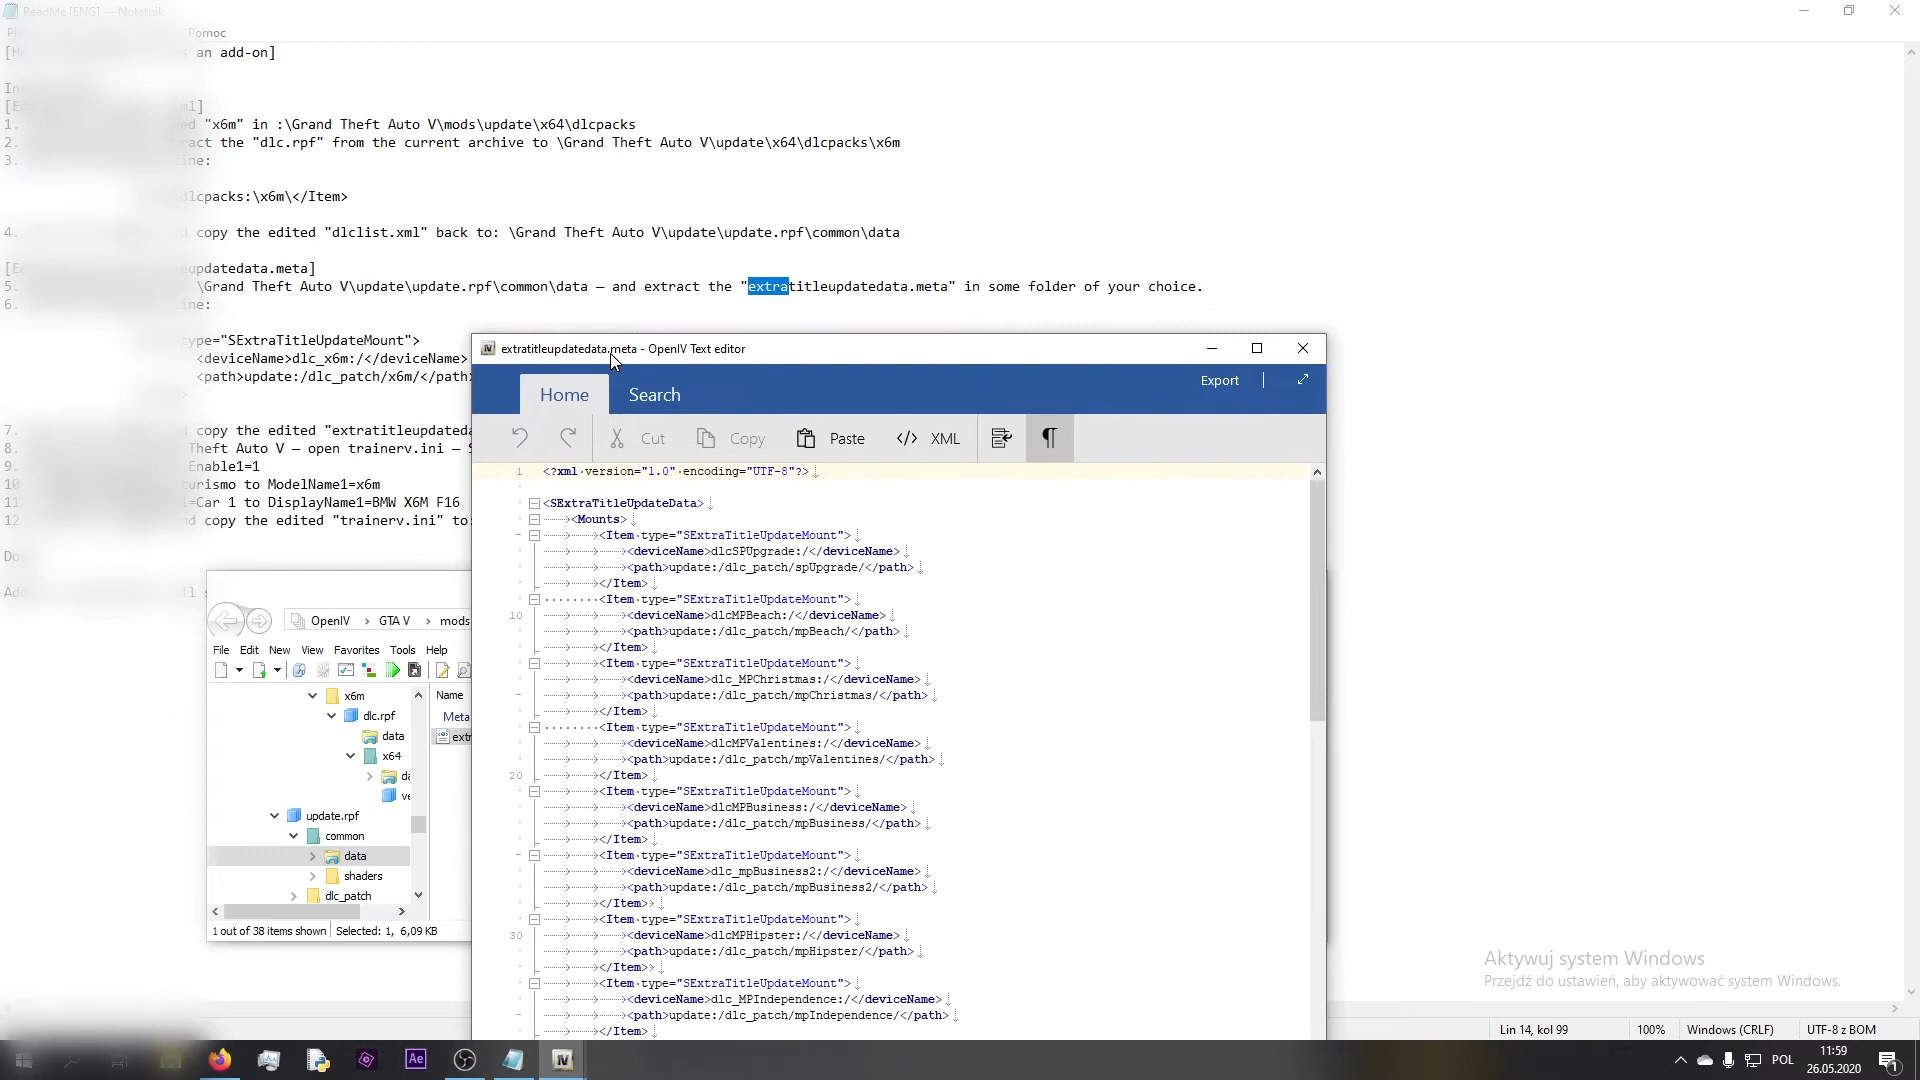 ReadMe [ENG] — Notatnik
Pomoc
an add-on]
1. "x6m" in :\Grand Theft Auto V\mods\update\x64\dlcpacks
2. the "dlc.rpf" from the current archive to \Grand Theft Auto V\update\x64\dlcpacks\x6m
3.
dlcpacks:\x6m\</Item>
4. copy the edited "dlclist.xml" back to: \Grand Theft Auto V\update\update.rpf\common\data
updatedata.meta]
5. \Grand Theft Auto V\update\update.rpf\common\data — and extract the "extratitleupdatedata.meta" in some folder of your choice.
6.
type="SExtraTitleUpdateMount">
<deviceName>dlc_x6m:/</deviceName>
<path>update:/dlc_patch/x6m/</path>
7. copy the edited "extratitleupdateda
8. Theft Auto V — open trainerv.ini —
9. Enable1=1
10 turismo to ModelName1=x6m
11 =Car 1 to DisplayName1=BMW X6M F16
12 copy the edited "trainerv.ini" to:
extratitleupdatedata.meta - OpenIV Text editor
Export
Home Search
Cut Copy Paste </> XML ¶
1 <?xml version="1.0" encoding="UTF-8"?>
<SExtraTitleUpdateData>
<Mounts>
<Item type="SExtraTitleUpdateMount">
<deviceName>dlcSPUpgrade:/</deviceName>
<path>update:/dlc_patch/spUpgrade/</path>
</Item>
<Item type="SExtraTitleUpdateMount">
10 <deviceName>dlcMPBeach:/</deviceName>
<path>update:/dlc_patch/mpBeach/</path>
</Item>
<Item type="SExtraTitleUpdateMount">
<deviceName>dlc_MPChristmas:/</deviceName>
<path>update:/dlc_patch/mpChristmas/</path>
</Item>
<Item type="SExtraTitleUpdateMount">
<deviceName>dlcMPValentines:/</deviceName>
<path>update:/dlc_patch/mpValentines/</path>
20 </Item>
<Item type="SExtraTitleUpdateMount">
<deviceName>dlcMPBusiness:/</deviceName>
<path>update:/dlc_patch/mpBusiness/</path>
</Item>
<Item type="SExtraTitleUpdateMount">
<deviceName>dlc_mpBusiness2:/</deviceName>
<path>update:/dlc_patch/mpBusiness2/</path>
</Item>
<Item type="SExtraTitleUpdateMount">
30 <deviceName>dlcMPHipster:/</deviceName>
<path>update:/dlc_patch/mpHipster/</path>
</Item>
<Item type="SExtraTitleUpdateMount">
<deviceName>dlc_MPIndependence:/</deviceName>
<path>update:/dlc_patch/mpIndependence/</path>
</Item>
OpenIV GTA V mods
File Edit New View Favorites Tools Help
x6m
dlc.rpf
data
x64
update.rpf
common
data
shaders
dlc_patch
Name
Meta
extr
1 out of 38 items shown Selected: 1, 6,09 KB
Aktywuj system Windows
Przejdź do ustawień, aby aktywować system Windows.
Lin 14, kol 99 100% Windows (CRLF) UTF-8 z BOM
Ae
IV
POL
11:59
26.05.2020
1